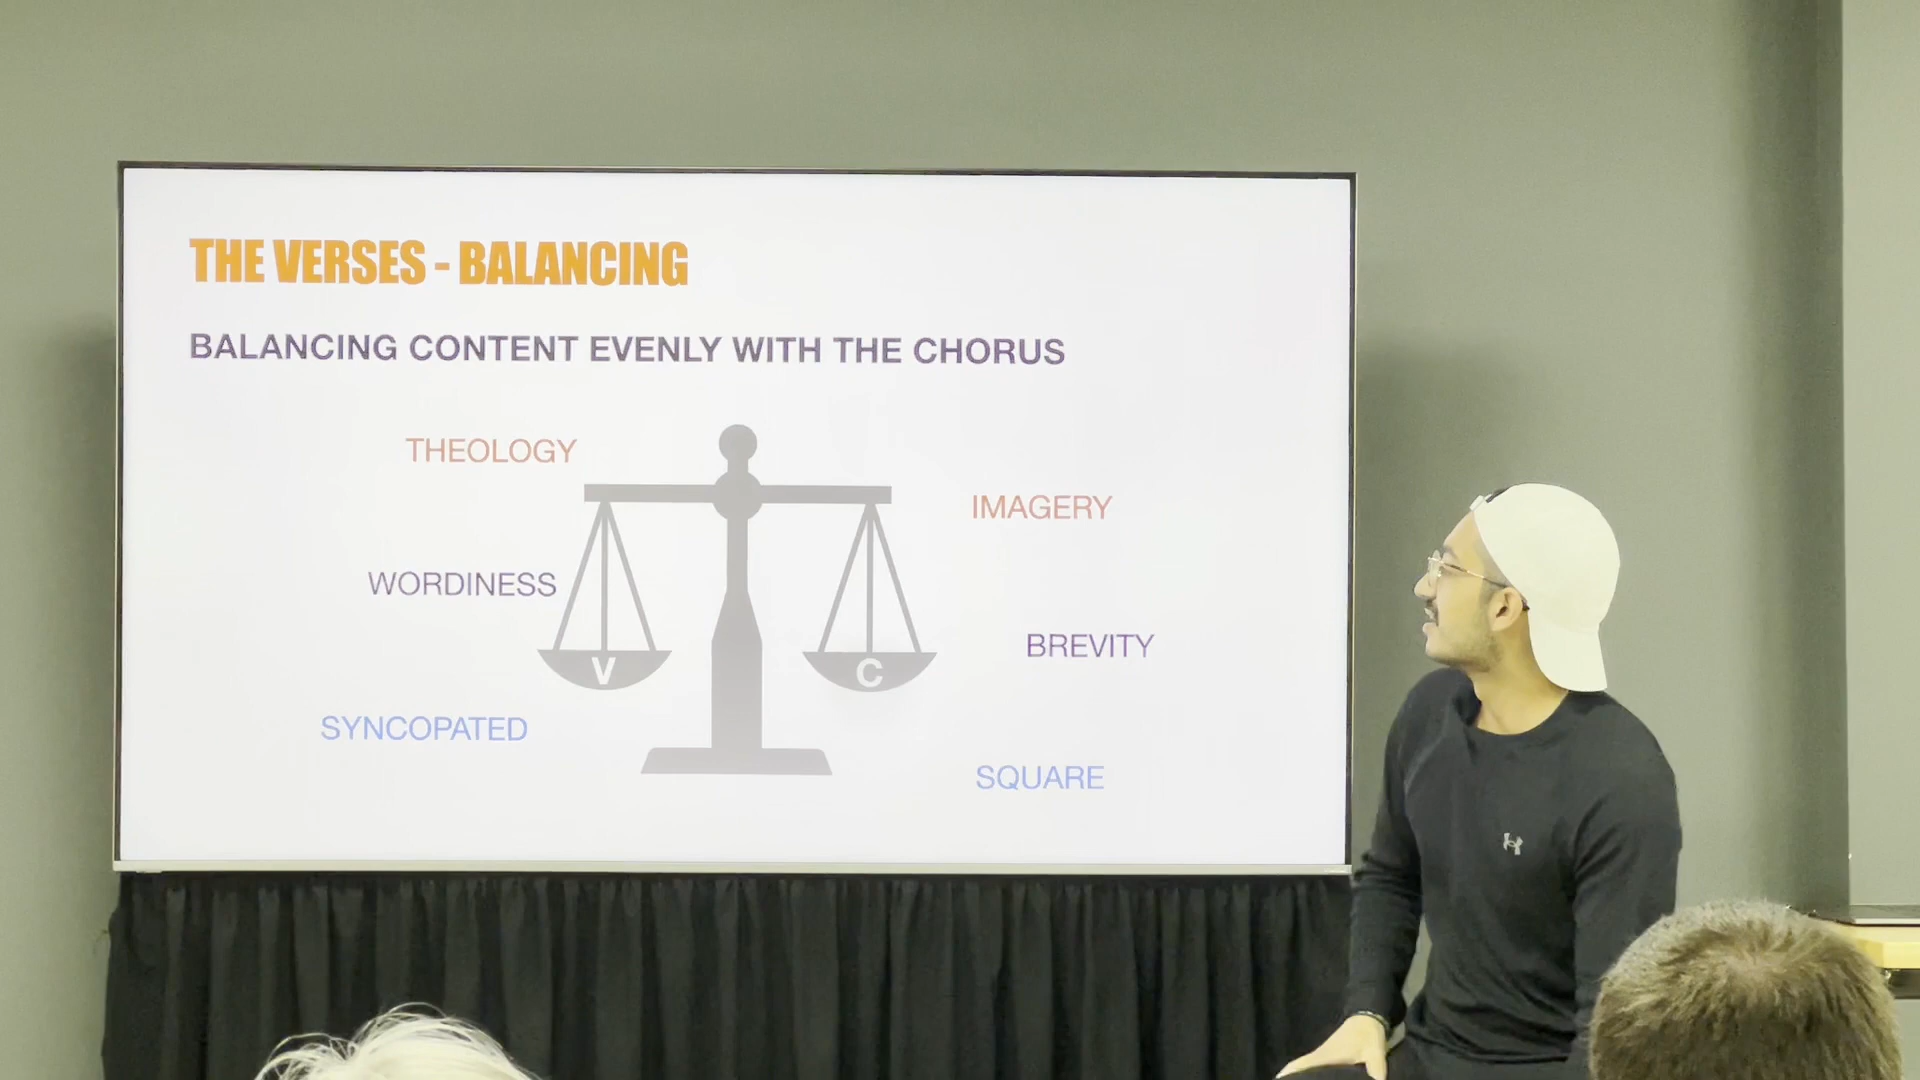 THE VERSES - BALANCING
BALANCING CONTENT EVENLY WITH THE CHORUS
THEOLOGY
IMAGERY
WORDINESS
BREVITY
V
C
SYNCOPATED
SQUARE